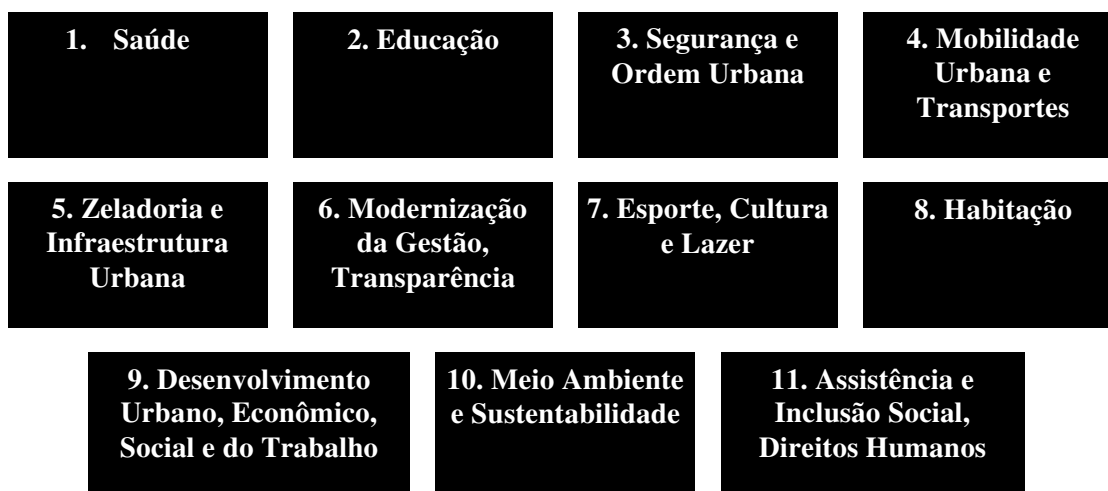 1. Saúde
2. Educação
3. Segurança e
Ordem Urbana
4. Mobilidade
Urbana e
Transportes
5. Zeladoria e
Infraestrutura
Urbana
6. Modernização
da Gestão,
Transparência
7. Esporte, Cultura
e Lazer
8. Habitação
9. Desenvolvimento
Urbano, Econômico,
Social e do Trabalho
10. Meio Ambiente
e Sustentabilidade
11. Assistência e
Inclusão Social,
Direitos Humanos